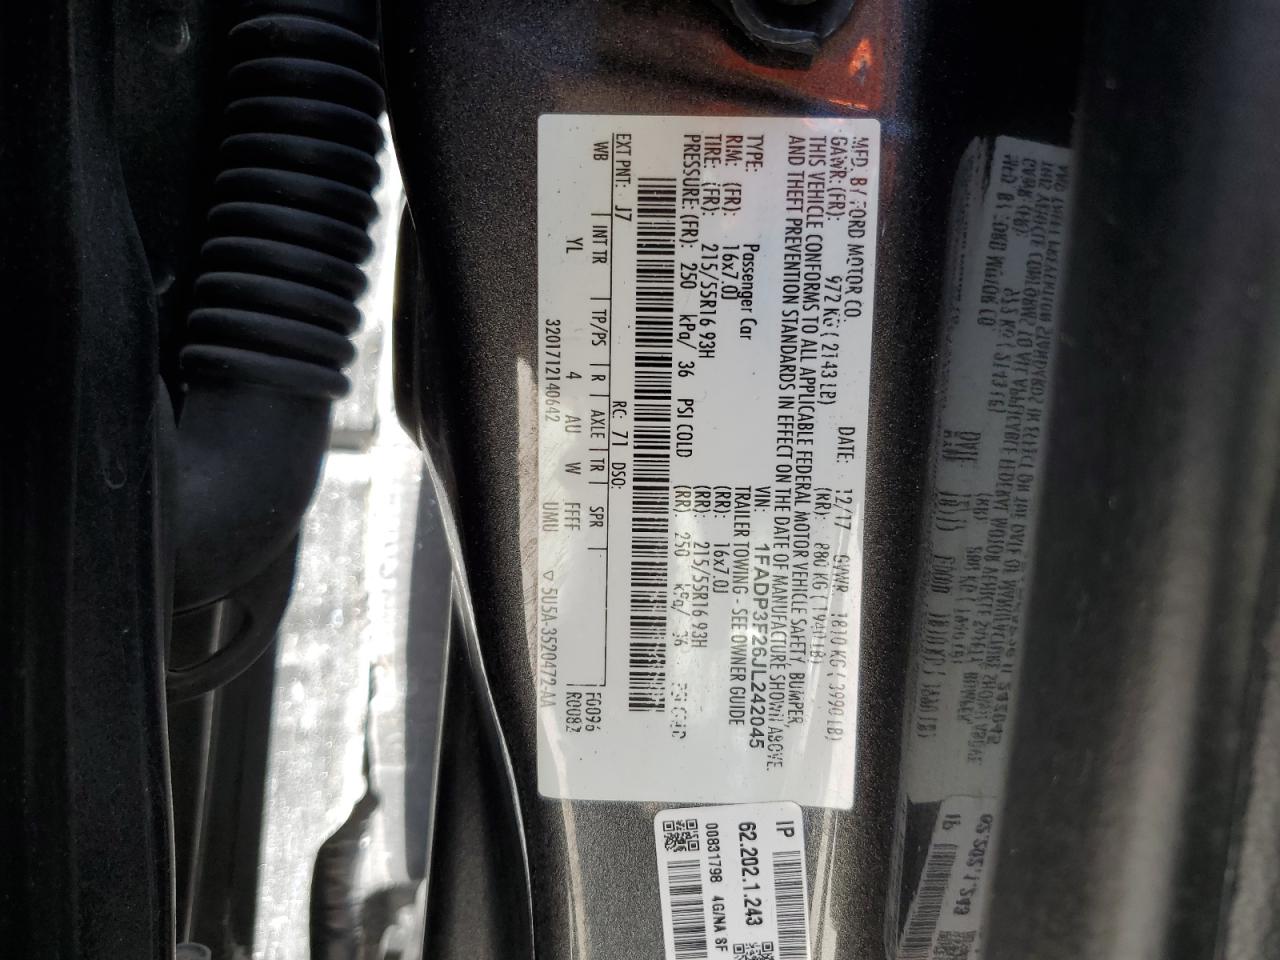 MFD. BY FORD MOTOR CO.
DATE: 12/17 GVWR 1810 KG ( 3990 LB)
GAWR: (FR): 972 KG ( 2143 LB) (RR): 880 KG ( 1940 LB)
THIS VEHICLE CONFORMS TO ALL APPLICABLE FEDERAL MOTOR VEHICLE SAFETY, BUMPER,
AND THEFT PREVENTION STANDARDS IN EFFECT ON THE DATE OF MANUFACTURE SHOWN ABOVE.
VIN: 1FADP3F26JL242045
TYPE: Passenger Car TRAILER TOWING - SEE OWNER GUIDE
RIM: (FR): 16x7.0J (RR): 16x7.0J
TIRE: (FR): 215/55R16 93H (RR): 215/55R16 93H
PRESSURE: (FR): 250 kPa/ 36 PSI COLD (RR): 250 kPa/ 36 PSI COLD
EXT PNT: J7 RC: 71 DSO:
WB INT TR TP/PS R AXLE TR SPR F0096
YL 4 AU W FFFF R0082
320171214 0642 UMU ▽ 5U5A-3520472-AA
IP
62.202.1.243
00831798 4G/NA 8F